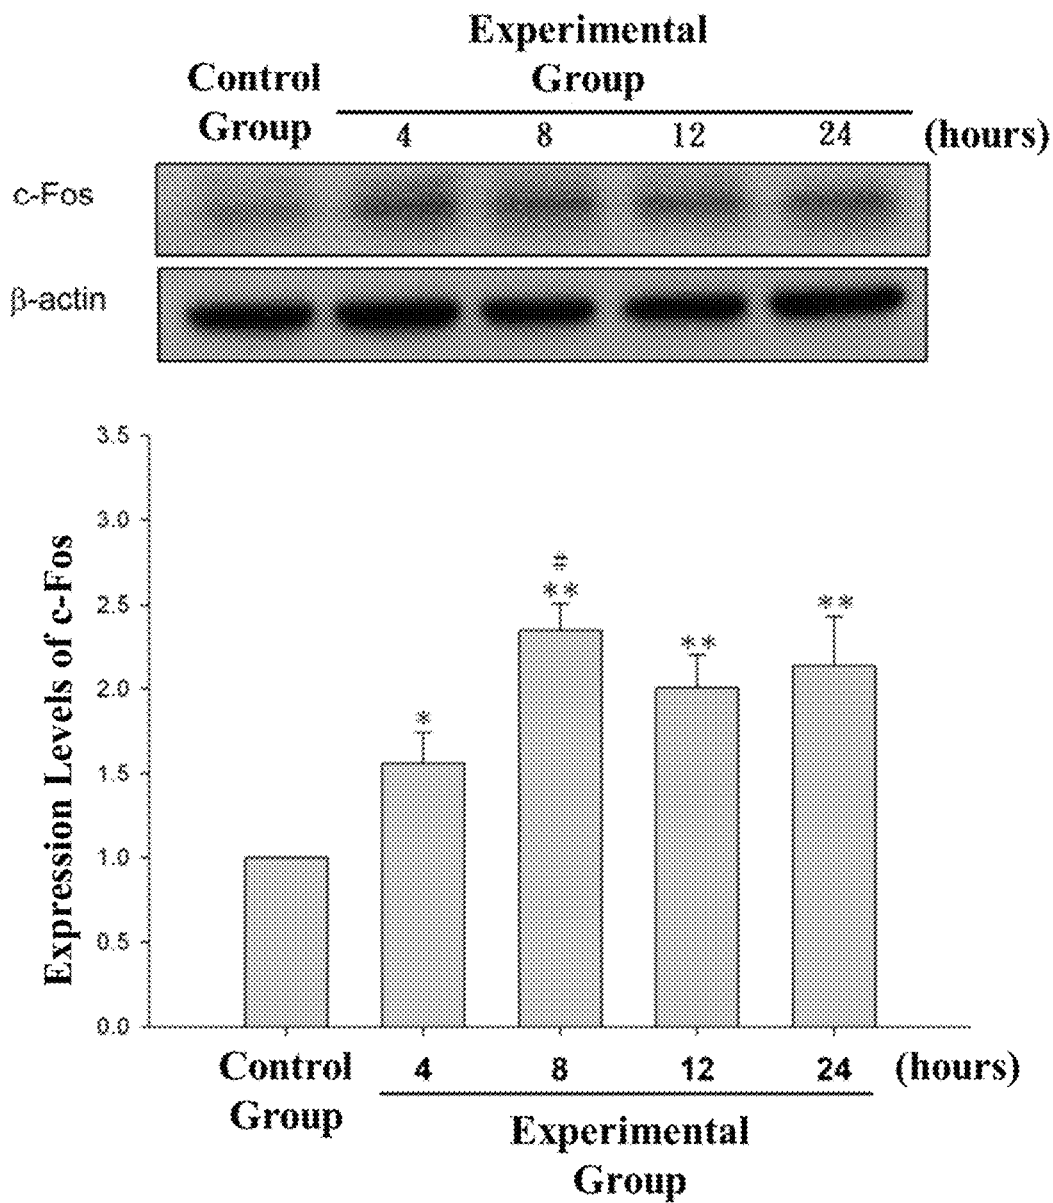 Experimental
Group
Control
Group
4 8 12 24 (hours)
c-Fos
β-actin
3.5
3.0
#
** 
2.5
**
**
2.0
*
1.5
1.0
0.5
0.0
Expression Levels of c-Fos
Control
Group
4 8 12 24 (hours)
Experimental
Group